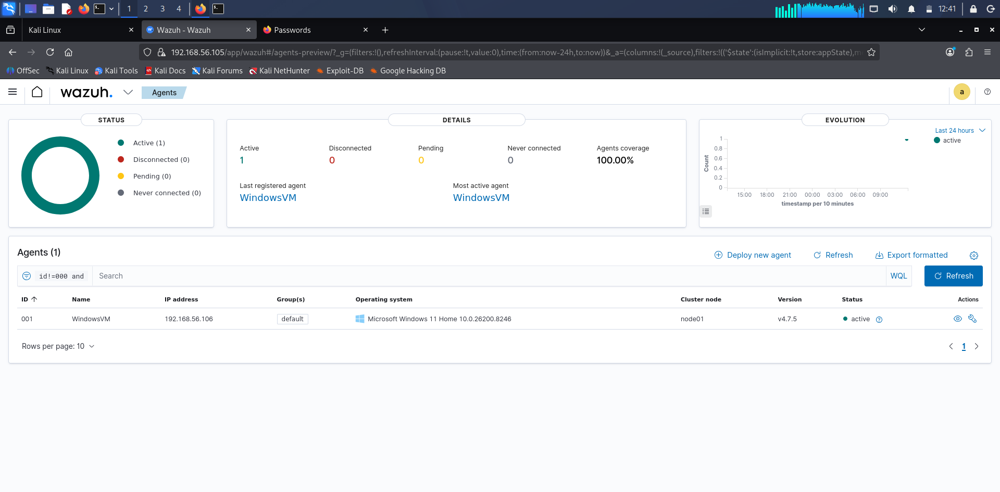 1 2 3 4 12:41
Kali Linux Wazuh - Wazuh Passwords
192.168.56.105/app/wazuh#/agents-preview/?_g=(filters:!(),refreshInterval:(pause:!t,value:0),time:(from:now-24h,to:now))&_a=(columns:!(_source),filters:!(('$state':(isImplicit:!t,store:appState),m
OffSec Kali Linux Kali Tools Kali Docs Kali Forums Kali NetHunter Exploit-DB Google Hacking DB
wazuh. Agents a
STATUS
Active (1)
Disconnected (0)
Pending (0)
Never connected (0)
DETAILS
Active Disconnected Pending Never connected Agents coverage
1 0 0 0 100.00%
Last registered agent Most active agent
WindowsVM WindowsVM
EVOLUTION
Last 24 hours
active
1
0.8
0.6
0.4
0.2
0
Count
15:00 18:00 21:00 00:00 03:00 06:00 09:00
timestamp per 10 minutes
Agents (1) Deploy new agent Refresh Export formatted
id!=000 and Search WQL Refresh
ID Name IP address Group(s) Operating system Cluster node Version Status Actions
001 WindowsVM 192.168.56.106 default Microsoft Windows 11 Home 10.0.26200.8246 node01 v4.7.5 active
Rows per page: 10 1